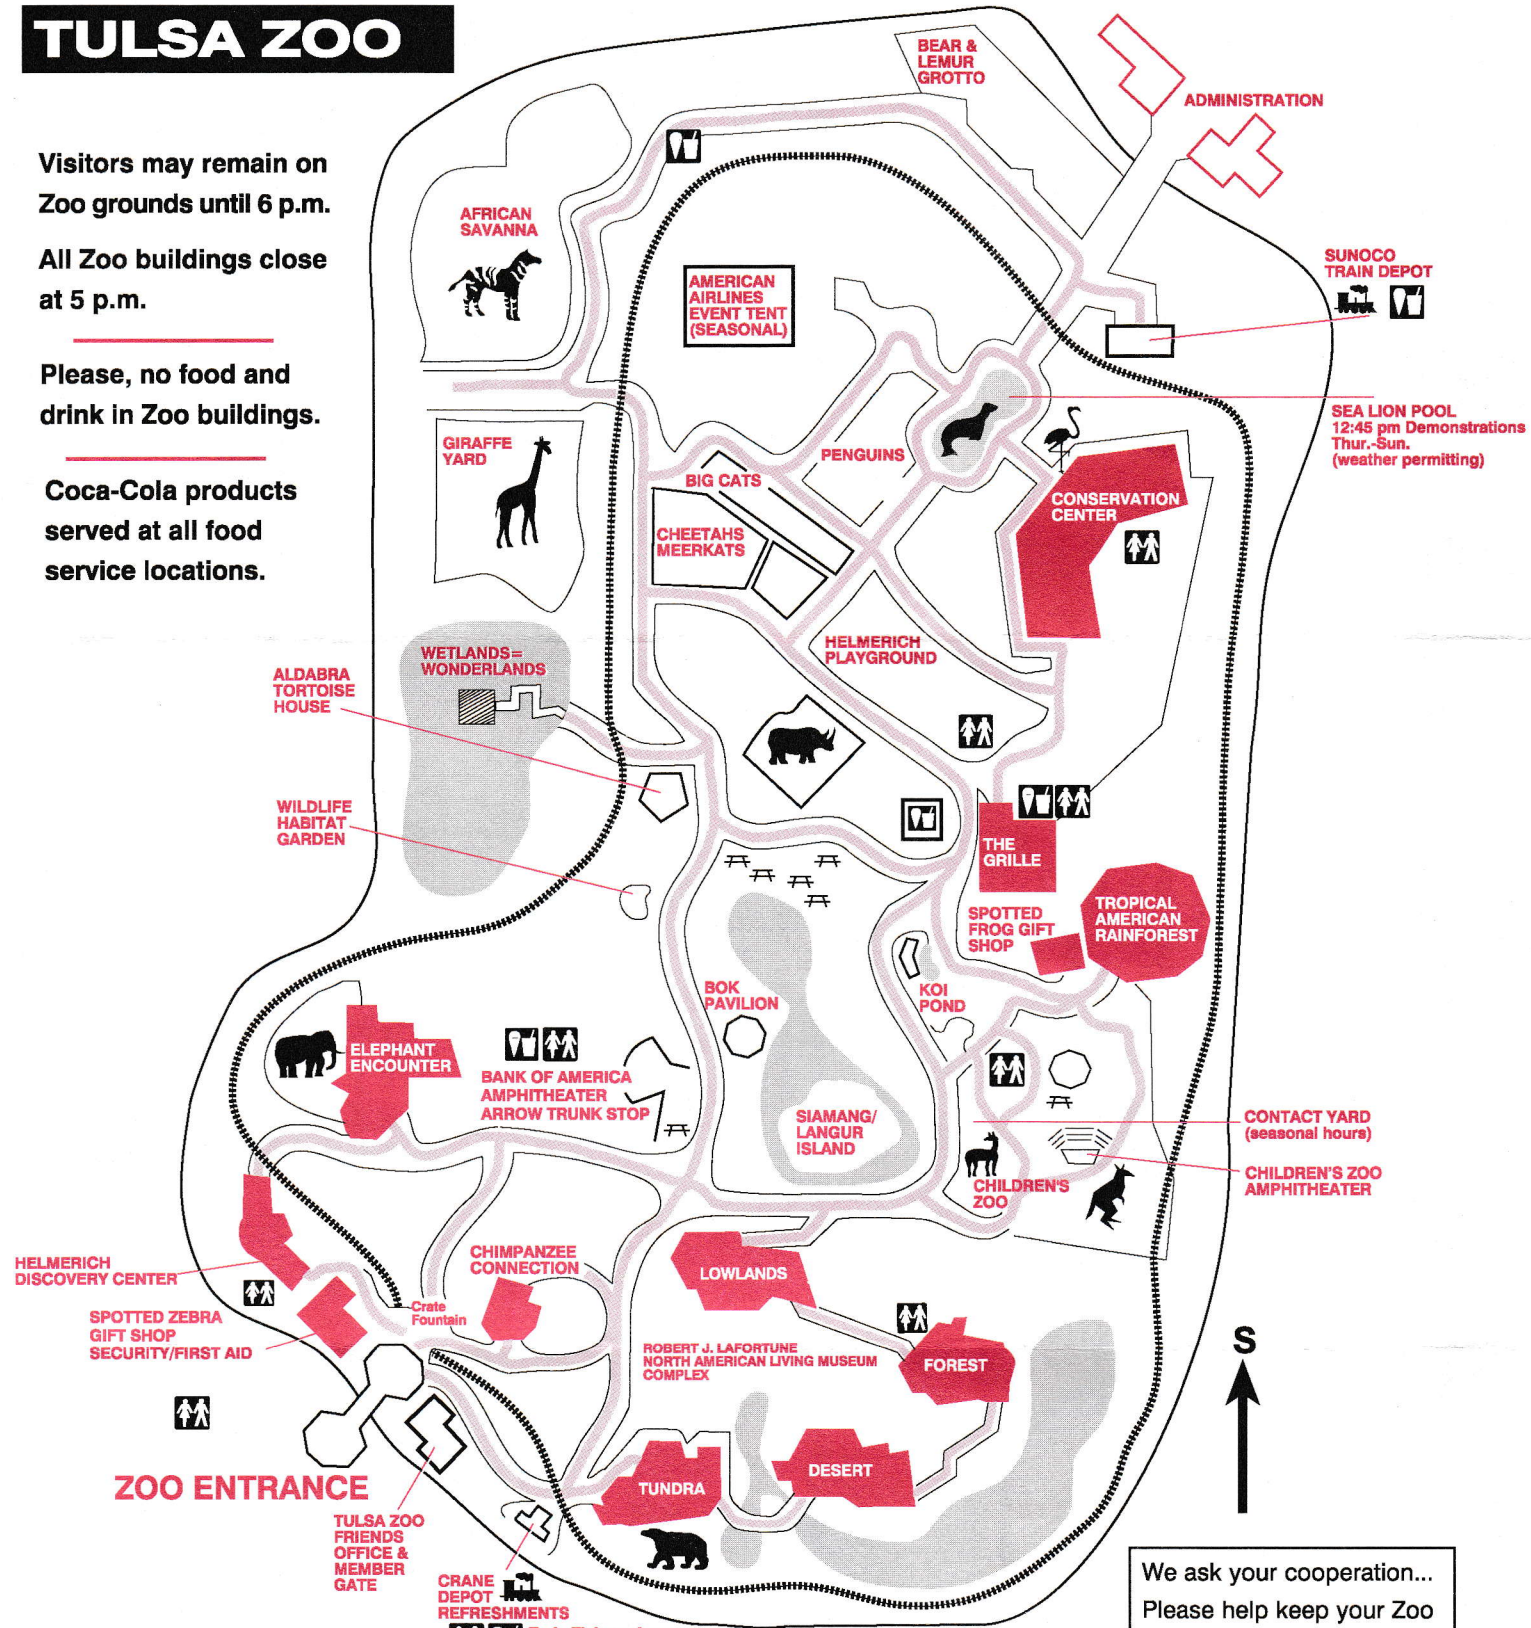 TULSA ZOO
Visitors may remain on
Zoo grounds until 6 p.m.
All Zoo buildings close
at 5 p.m.
Please, no food and
drink in Zoo buildings.
Coca-Cola products
served at all food
service locations.
BEAR &
LEMUR
GROTTO
ADMINISTRATION
AFRICAN
SAVANNA
SUNOCO
TRAIN DEPOT
AMERICAN
AIRLINES
EVENT TENT
(SEASONAL)
SEA LION POOL
12:45 pm Demonstrations
Thur.-Sun.
(weather permitting)
GIRAFFE
YARD
PENGUINS
BIG CATS
CONSERVATION
CENTER
CHEETAHS
MEERKATS
HELMERICH
PLAYGROUND
WETLANDS=
WONDERLANDS
ALDABRA
TORTOISE
HOUSE
WILDLIFE
HABITAT
GARDEN
THE
GRILLE
SPOTTED
FROG GIFT
SHOP
TROPICAL
AMERICAN
RAINFOREST
BOK
PAVILION
KOI
POND
ELEPHANT
ENCOUNTER
BANK OF AMERICA
AMPHITHEATER
ARROW TRUNK STOP
SIAMANG/
LANGUR
ISLAND
CONTACT YARD
(seasonal hours)
CHILDREN'S ZOO
AMPHITHEATER
CHILDREN'S
ZOO
HELMERICH
DISCOVERY CENTER
CHIMPANZEE
CONNECTION
LOWLANDS
Crate
Fountain
SPOTTED ZEBRA
GIFT SHOP
SECURITY/FIRST AID
ROBERT J. LAFORTUNE
NORTH AMERICAN LIVING MUSEUM
COMPLEX
FOREST
S
ZOO ENTRANCE
TUNDRA
DESERT
TULSA ZOO
FRIENDS
OFFICE &
MEMBER
GATE
CRANE
DEPOT
REFRESHMENTS
We ask your cooperation...
Please help keep your Zoo